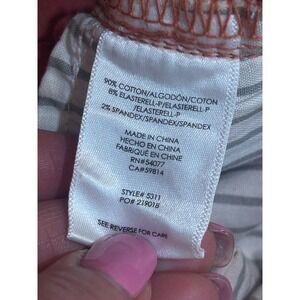 90% COTTON/ALGODÓN/COTON
8% ELASTERELL-P/ELASTERELL-P
/ELASTERELL-P
2% SPANDEX/SPANDEX/SPANDEX
MADE IN CHINA
HECHO EN CHINA
FABRIQUÉ EN CHINE
RN#54077
CA#59814
STYLE# 5311
PO# 219018
SEE REVERSE FOR CARE